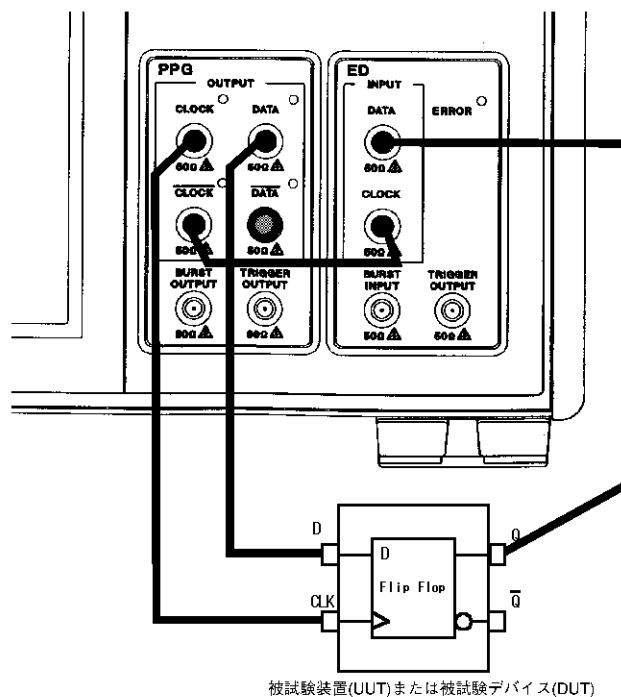 PPG
OUTPUT
CLOCK
DATA
50Ω
50Ω
CLOCK
DATA
50Ω
50Ω
BURST OUTPUT
TRIGGER OUTPUT
50Ω
50Ω
ED
INPUT
DATA
ERROR
50Ω
CLOCK
50Ω
BURST INPUT
TRIGGER OUTPUT
50Ω
50Ω
D
Q
D
Flip Flop
CLK
Q̅
被試験装置(UUT)または被試験デバイス(DUT)